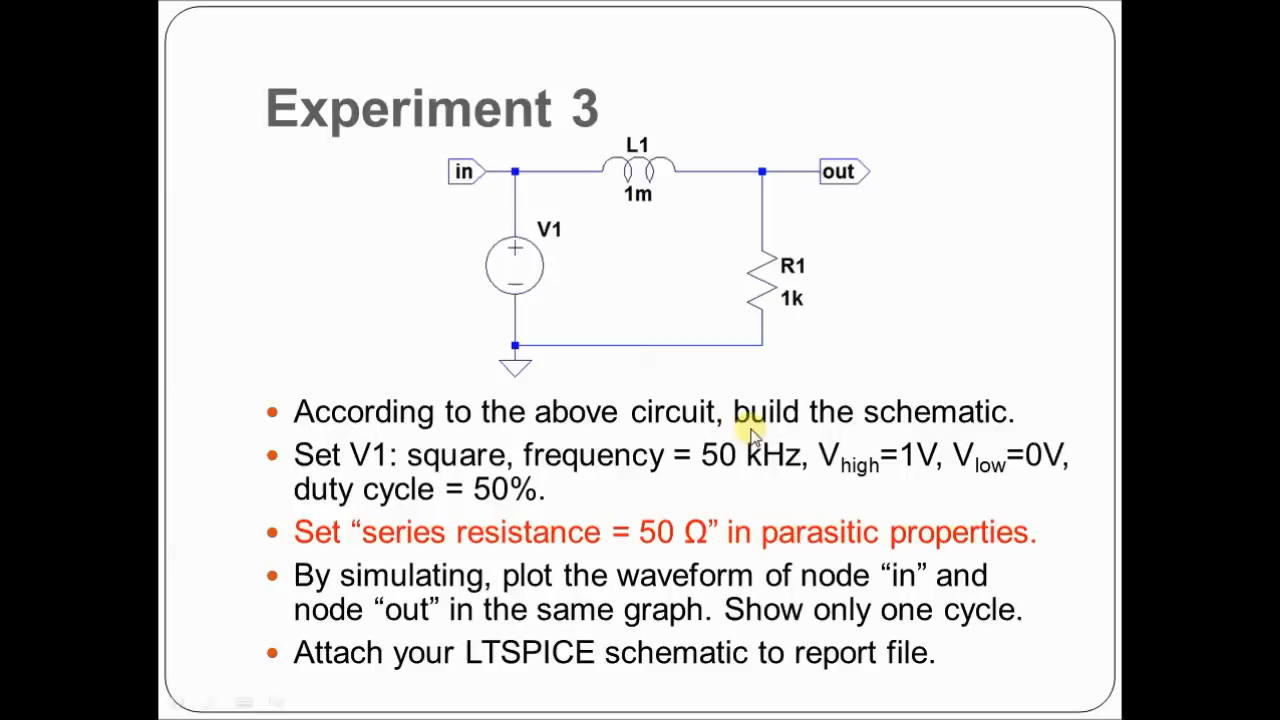 Experiment 3
L1
in
out
1m
V1
R1
1k
• According to the above circuit, build the schematic.
• Set V1: square, frequency = 50 kHz, Vhigh=1V, Vlow=0V,
duty cycle = 50%.
• Set “series resistance = 50 Ω” in parasitic properties.
• By simulating, plot the waveform of node “in” and
node “out” in the same graph. Show only one cycle.
• Attach your LTSPICE schematic to report file.